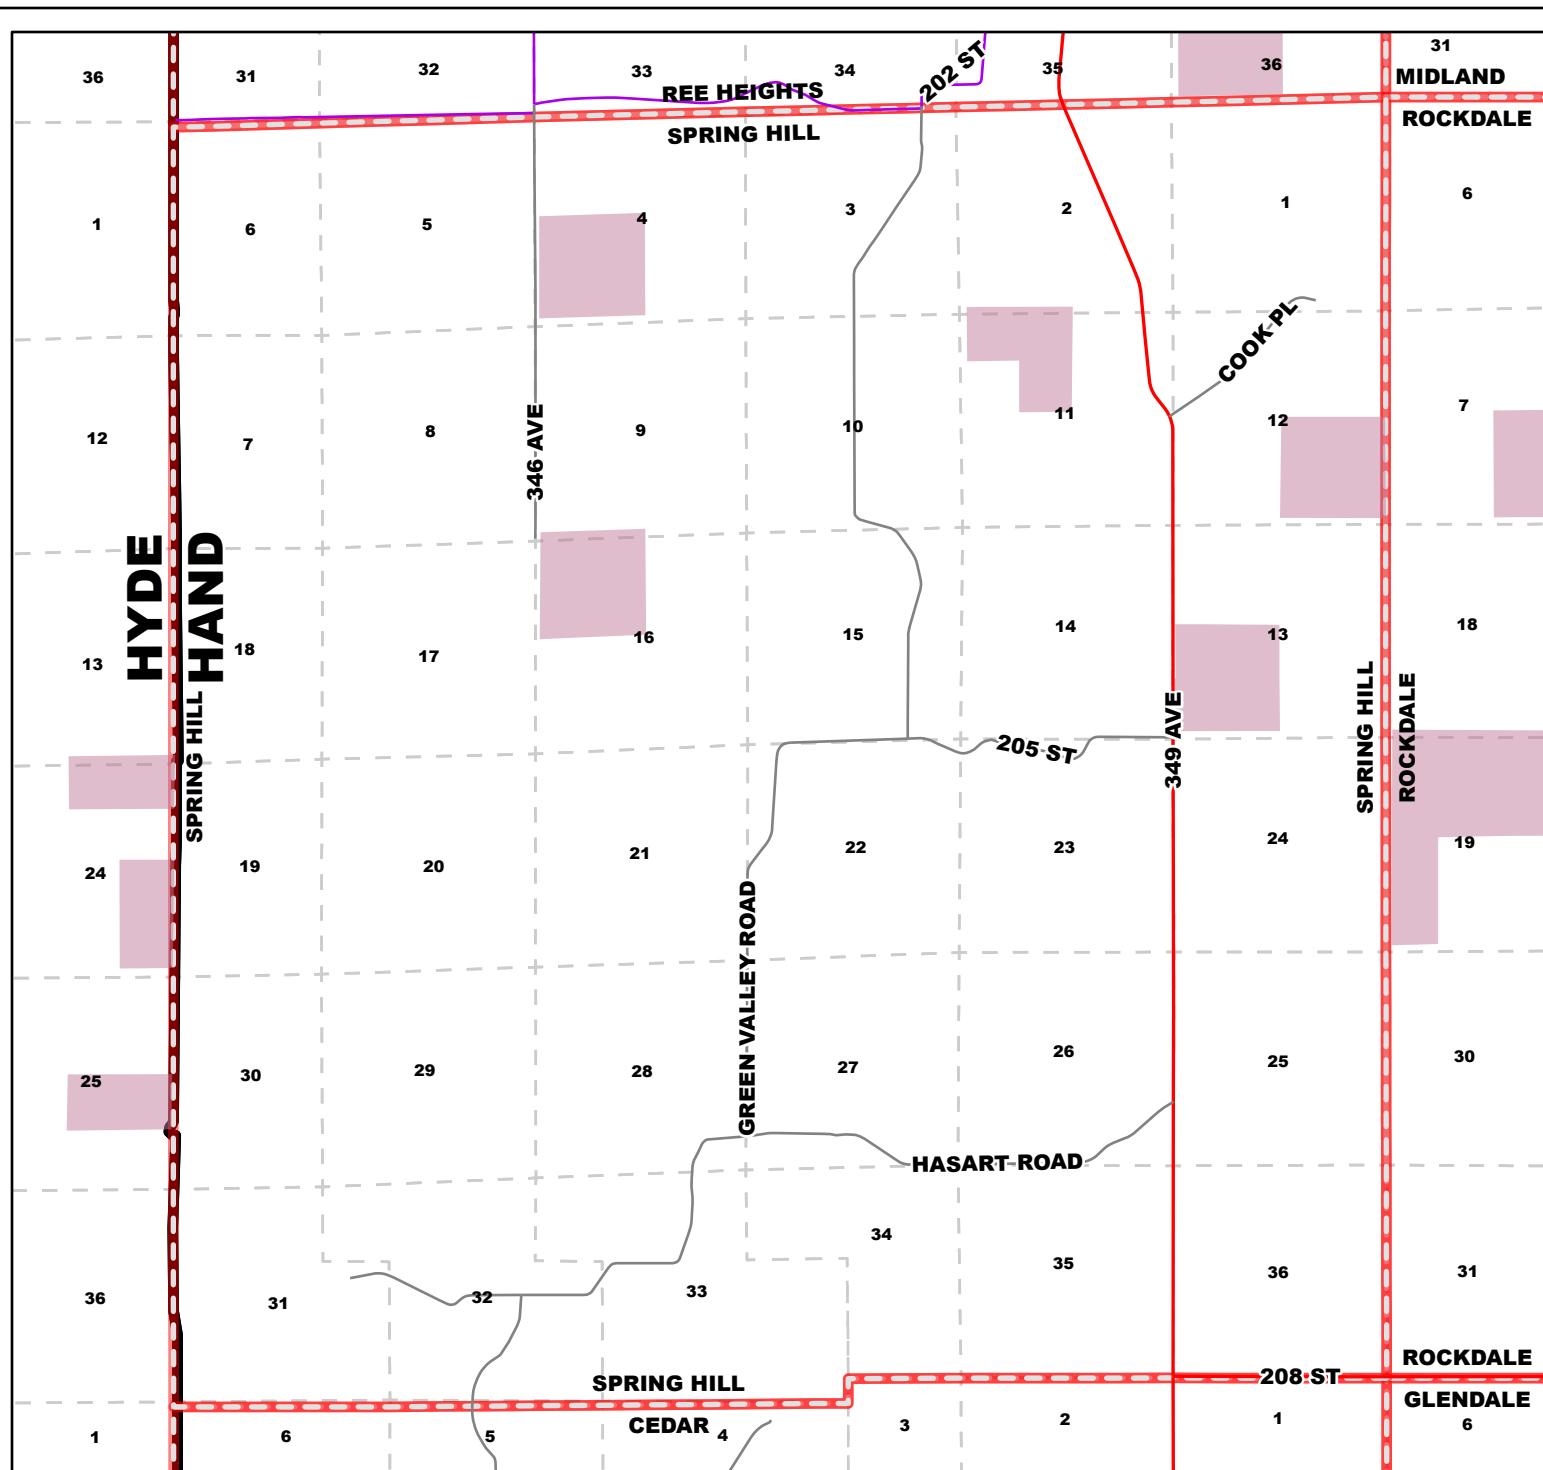 36 31 32 33 34 202 ST 35 36 31
REE HEIGHTS MIDLAND
SPRING HILL ROCKDALE
1 6 5 4 3 2 1 6
COOK PL
12 7 8 346 AVE 9 10 11 12 7
HYDE HAND
13 18 17 16 15 14 13 18
SPRING HILL 349 AVE SPRING HILL ROCKDALE
205 ST
24 19 20 21 22 23 24 19
GREEN VALLEY ROAD
25 30 29 28 27 26 25 30
HASART ROAD
36 31 32 33 34 35 36 31
SPRING HILL 208 ST ROCKDALE
CEDAR GLENDALE
1 6 5 4 3 2 1 6